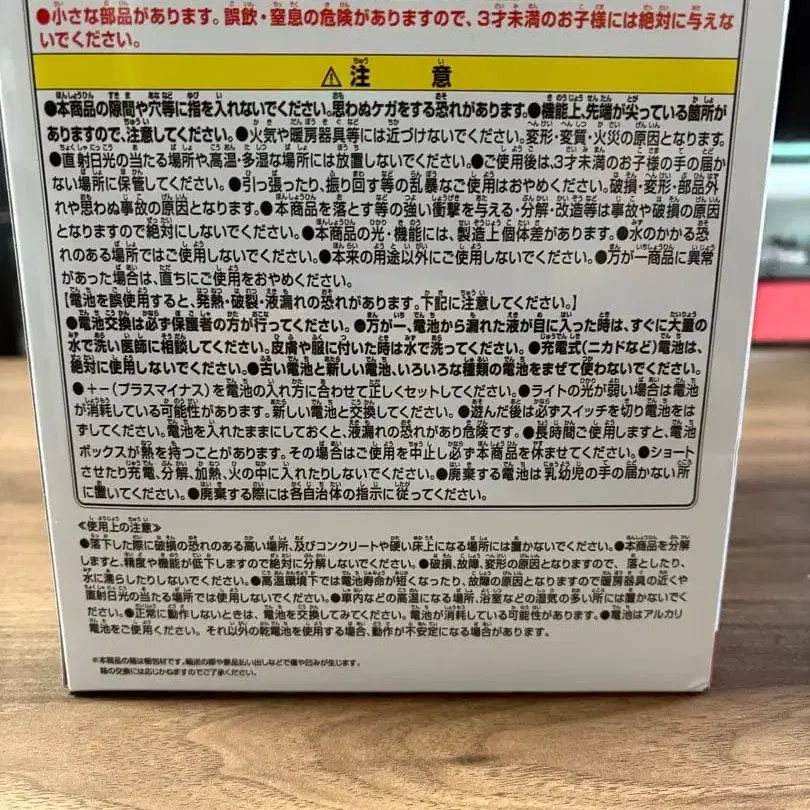 ●小さな部品があります。誤飲・窒息の危険がありますので、3才未満のお子様には絶対に与えな
いでください。
⚠注意
●本商品の隙間や穴等に指を入れないでください。思わぬケガをする恐れがあります。●機能上、先端が尖っている箇所が
ありますので、注意してください。●火気や暖房器具等には近づけないでください。変形・変質・火災の原因となります。
●直射日光の当たる場所や高温・多湿な場所には放置しないでください。●ご使用後は、3才未満のお子様の手の届か
ない場所に保管してください。●引っ張ったり、振り回す等の乱暴なご使用はおやめください。破損・変形・部品外
れや思わぬ事故の原因となります。●本商品を落とす等の強い衝撃を与える・分解・改造等は事故や破損の原因
となりますので絶対にしないでください。●本商品の光・機能には、製造上個体差があります。●水のかかる恐
れのある場所ではご使用しないでください。●本来の用途以外にご使用しないでください。●万が一商品に異常
があった場合は、直ちにご使用をおやめください。
【電池を誤使用すると、発熱・破裂・液漏れの恐れがあります。下記に注意してください。】
●電池交換は必ず保護者の方が行ってください。●万が一、電池から漏れた液が目に入った時は、すぐに大量の
水で洗い医師に相談してください。皮膚や服に付いた時は水で洗ってください。●充電式(ニカドなど)電池は、
絶対に使用しないでください。●古い電池と新しい電池、いろいろな種類の電池をまぜて使わないでください。
●+−(プラスマイナス)を電池の入れ方に合わせて正しくセットしてください。●ライトの光が弱い場合は電池
が消耗している可能性があります。新しい電池と交換してください。●遊んだ後は必ずスイッチを切り電池をは
ずしてください。電池を入れたままにしておくと、液漏れの恐れがあり危険です。●長時間ご使用しますと、電池
ボックスが熱を持つことがあります。その場合はご使用を中止し必ず本商品を休ませてください。●ショート
させたり充電、分解、加熱、火の中に入れたりしないでください。●廃棄する電池は乳幼児の手の届かない所
に置いてください。●廃棄する際には各自治体の指示に従ってください。
≪使用上の注意≫
●落下した際に破損の恐れのある高い場所、及びコンクリートや硬い床上になる場所には置かないでください。●本商品を分解
しますと、精度や機能が低下しますので絶対に分解しないでください。●破損、故障、変形の原因となりますので、落としたり、
水に濡らしたりしないでください。●高温環境下では電池寿命が短くなったり、故障の原因となりますので暖房器具の近くや
直射日光の当たる場所では使用しないでください。●車内などの高温になる場所、浴室などの湿気の多い所には置かないでく
ださい。●正常に動作しないときは、電池を交換してみてください。電池が消耗している可能性があります。●電池はアルカリ
電池をご使用ください。それ以外の乾電池を使用する場合、動作が不安定になる場合があります。
※本商品の箱は梱包材です。輸送の際や景品払い出しなどで傷や凹みが生じます。
箱の交換には応じかねますのでご了承ください。